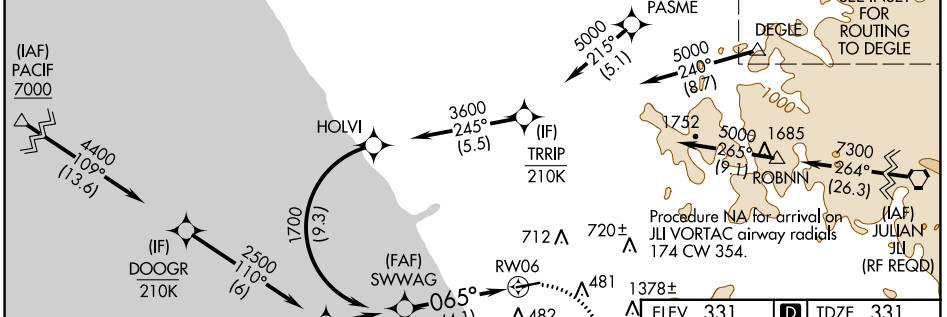 SEE INSET
FOR
ROUTING
TO DEGLE
PASME
DEGLE
5000
215°
(5.1)
5000
240°
(8.7)
(IAF)
PACIF
7000
1000
3600
245°
(5.5)
HOLVI
(IF)
TRRIP
210K
1752
5000
265°
(9.1)
1685
ROBNN
7300
264°
(26.3)
4400
109°
(13.6)
(IAF)
JULIAN
JLI
(RF REQD)
Procedure NA for arrival on
JLI VORTAC airway radials
174 CW 354.
1700
(9.3)
(IF)
DOOGR
210K
2500
110°
(6)
712
720±
(FAF)
SWWAG
RW06
065°
481
1378±
482
ELEV 331
D
TDZE 331